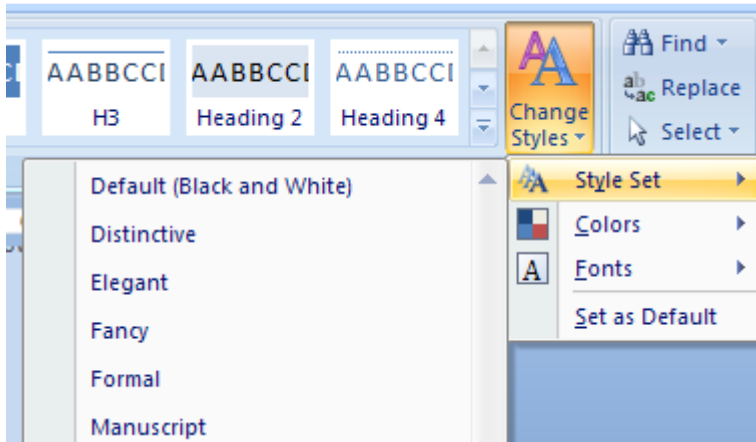 AABBCCI
AABBCCI
AABBCCI
H3
Heading 2
Heading 4
Change
Styles
Find
Replace
Select
Default (Black and White)
Distinctive
Elegant
Fancy
Formal
Manuscript
Style Set
Colors
Fonts
Set as Default